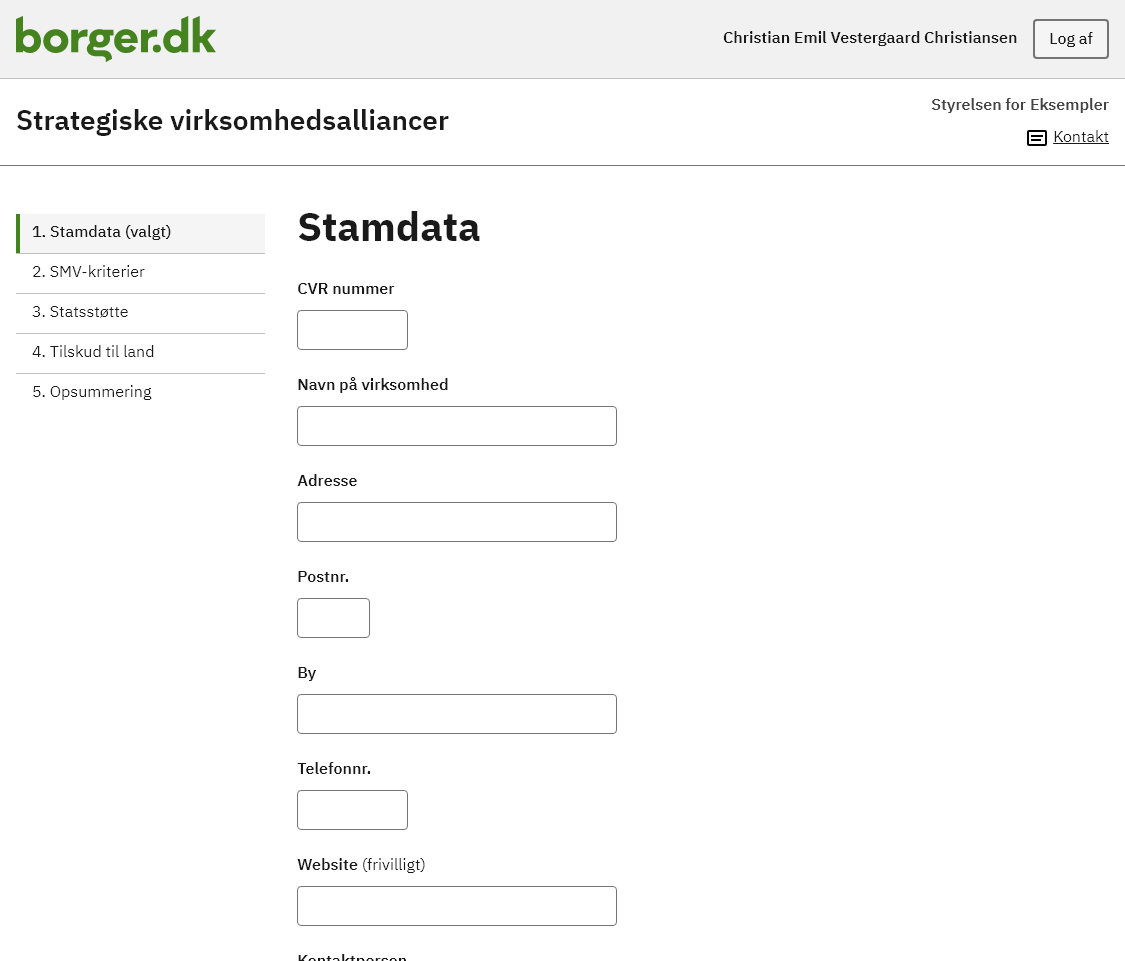 borger.dk
Christian Emil Vestergaard Christiansen
Log af
Strategiske virksomhedsalliancer
Styrelsen for Eksempler
Kontakt
1. Stamdata (valgt)
2. SMV-kriterier
3. Statsstøtte
4. Tilskud til land
5. Opsummering
Stamdata
CVR nummer
Navn på virksomhed
Adresse
Postnr.
By
Telefonnr.
Website (frivilligt)
Kontaktperson